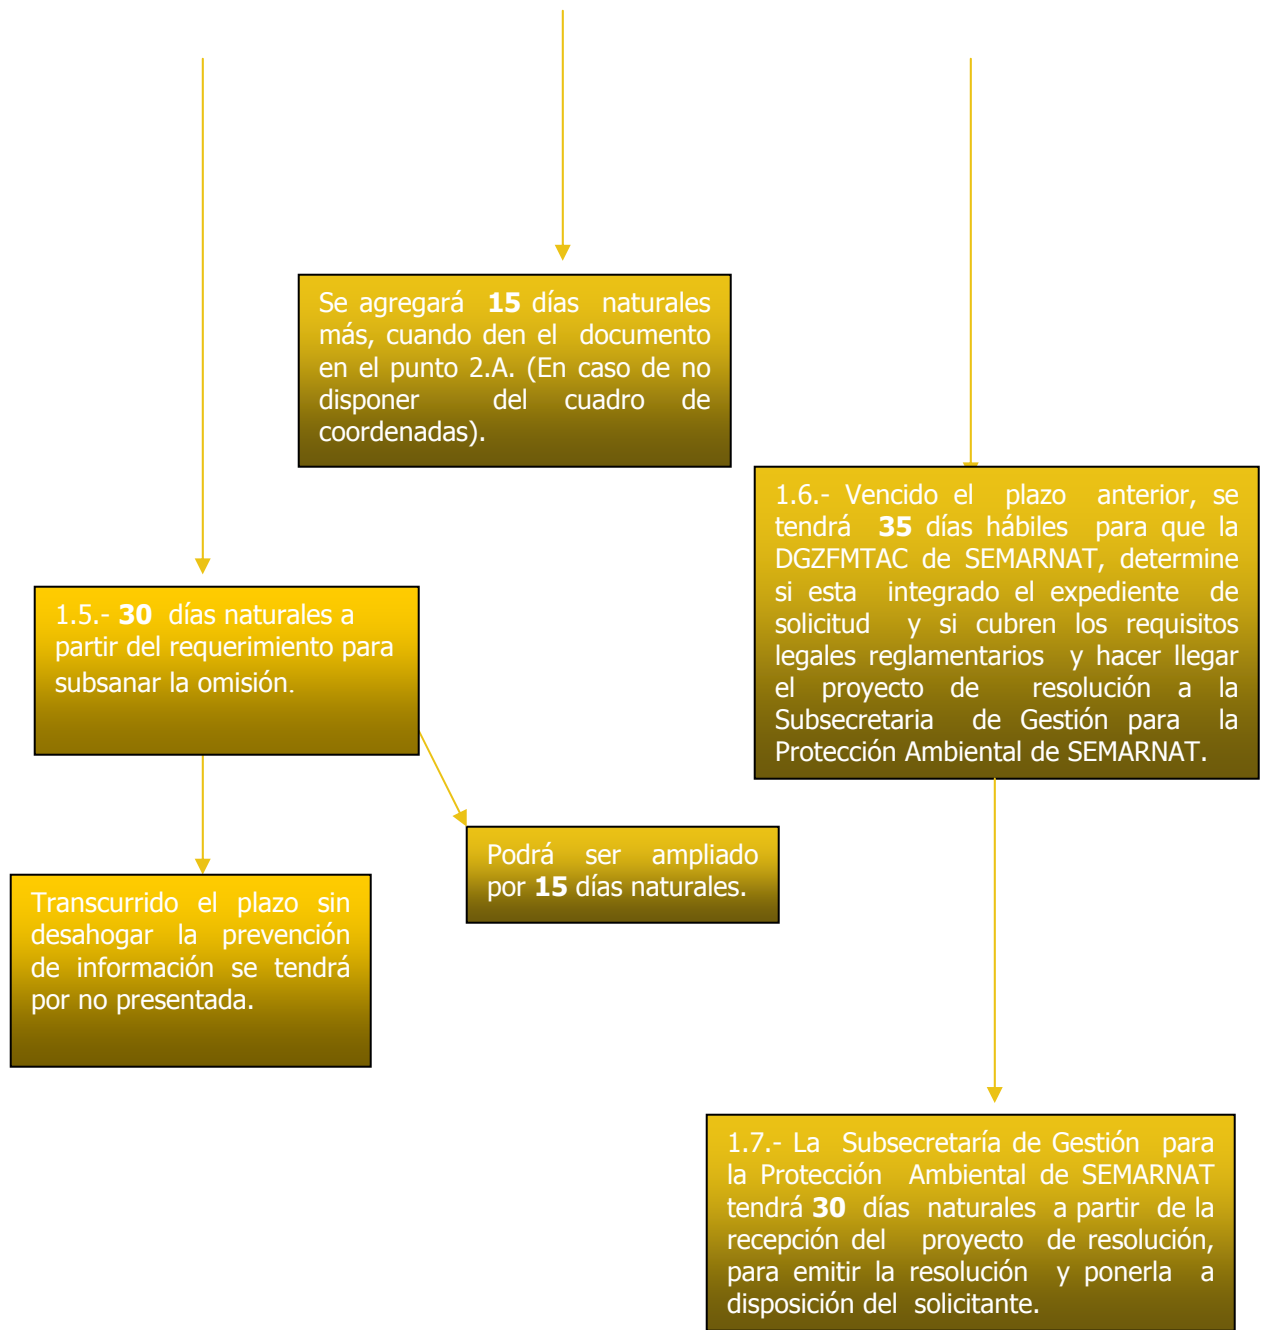 Se agregará 15 días naturales
más, cuando den el documento
en el punto 2.A. (En caso de no
disponer del cuadro de
coordenadas).
1.6.- Vencido el plazo anterior, se
tendrá 35 días hábiles para que la
DGZFMTAC de SEMARNAT, determine
si esta integrado el expediente de
solicitud y si cubren los requisitos
legales reglamentarios y hacer llegar
el proyecto de resolución a la
Subsecretaria de Gestión para la
Protección Ambiental de SEMARNAT.
1.5.- 30 días naturales a
partir del requerimiento para
subsanar la omisión.
Podrá ser ampliado
por 15 días naturales.
Transcurrido el plazo sin
desahogar la prevención
de información se tendrá
por no presentada.
1.7.- La Subsecretaría de Gestión para
la Protección Ambiental de SEMARNAT
tendrá 30 días naturales a partir de la
recepción del proyecto de resolución,
para emitir la resolución y ponerla a
disposición del solicitante.